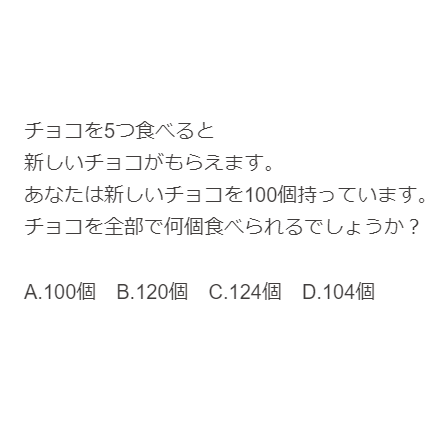 チョコを5つ食べると
新しいチョコがもらえます。
あなたは新しいチョコを100個持っています。
チョコを全部で何個食べられるでしょうか？
A.100個　B.120個　C.124個　D.104個